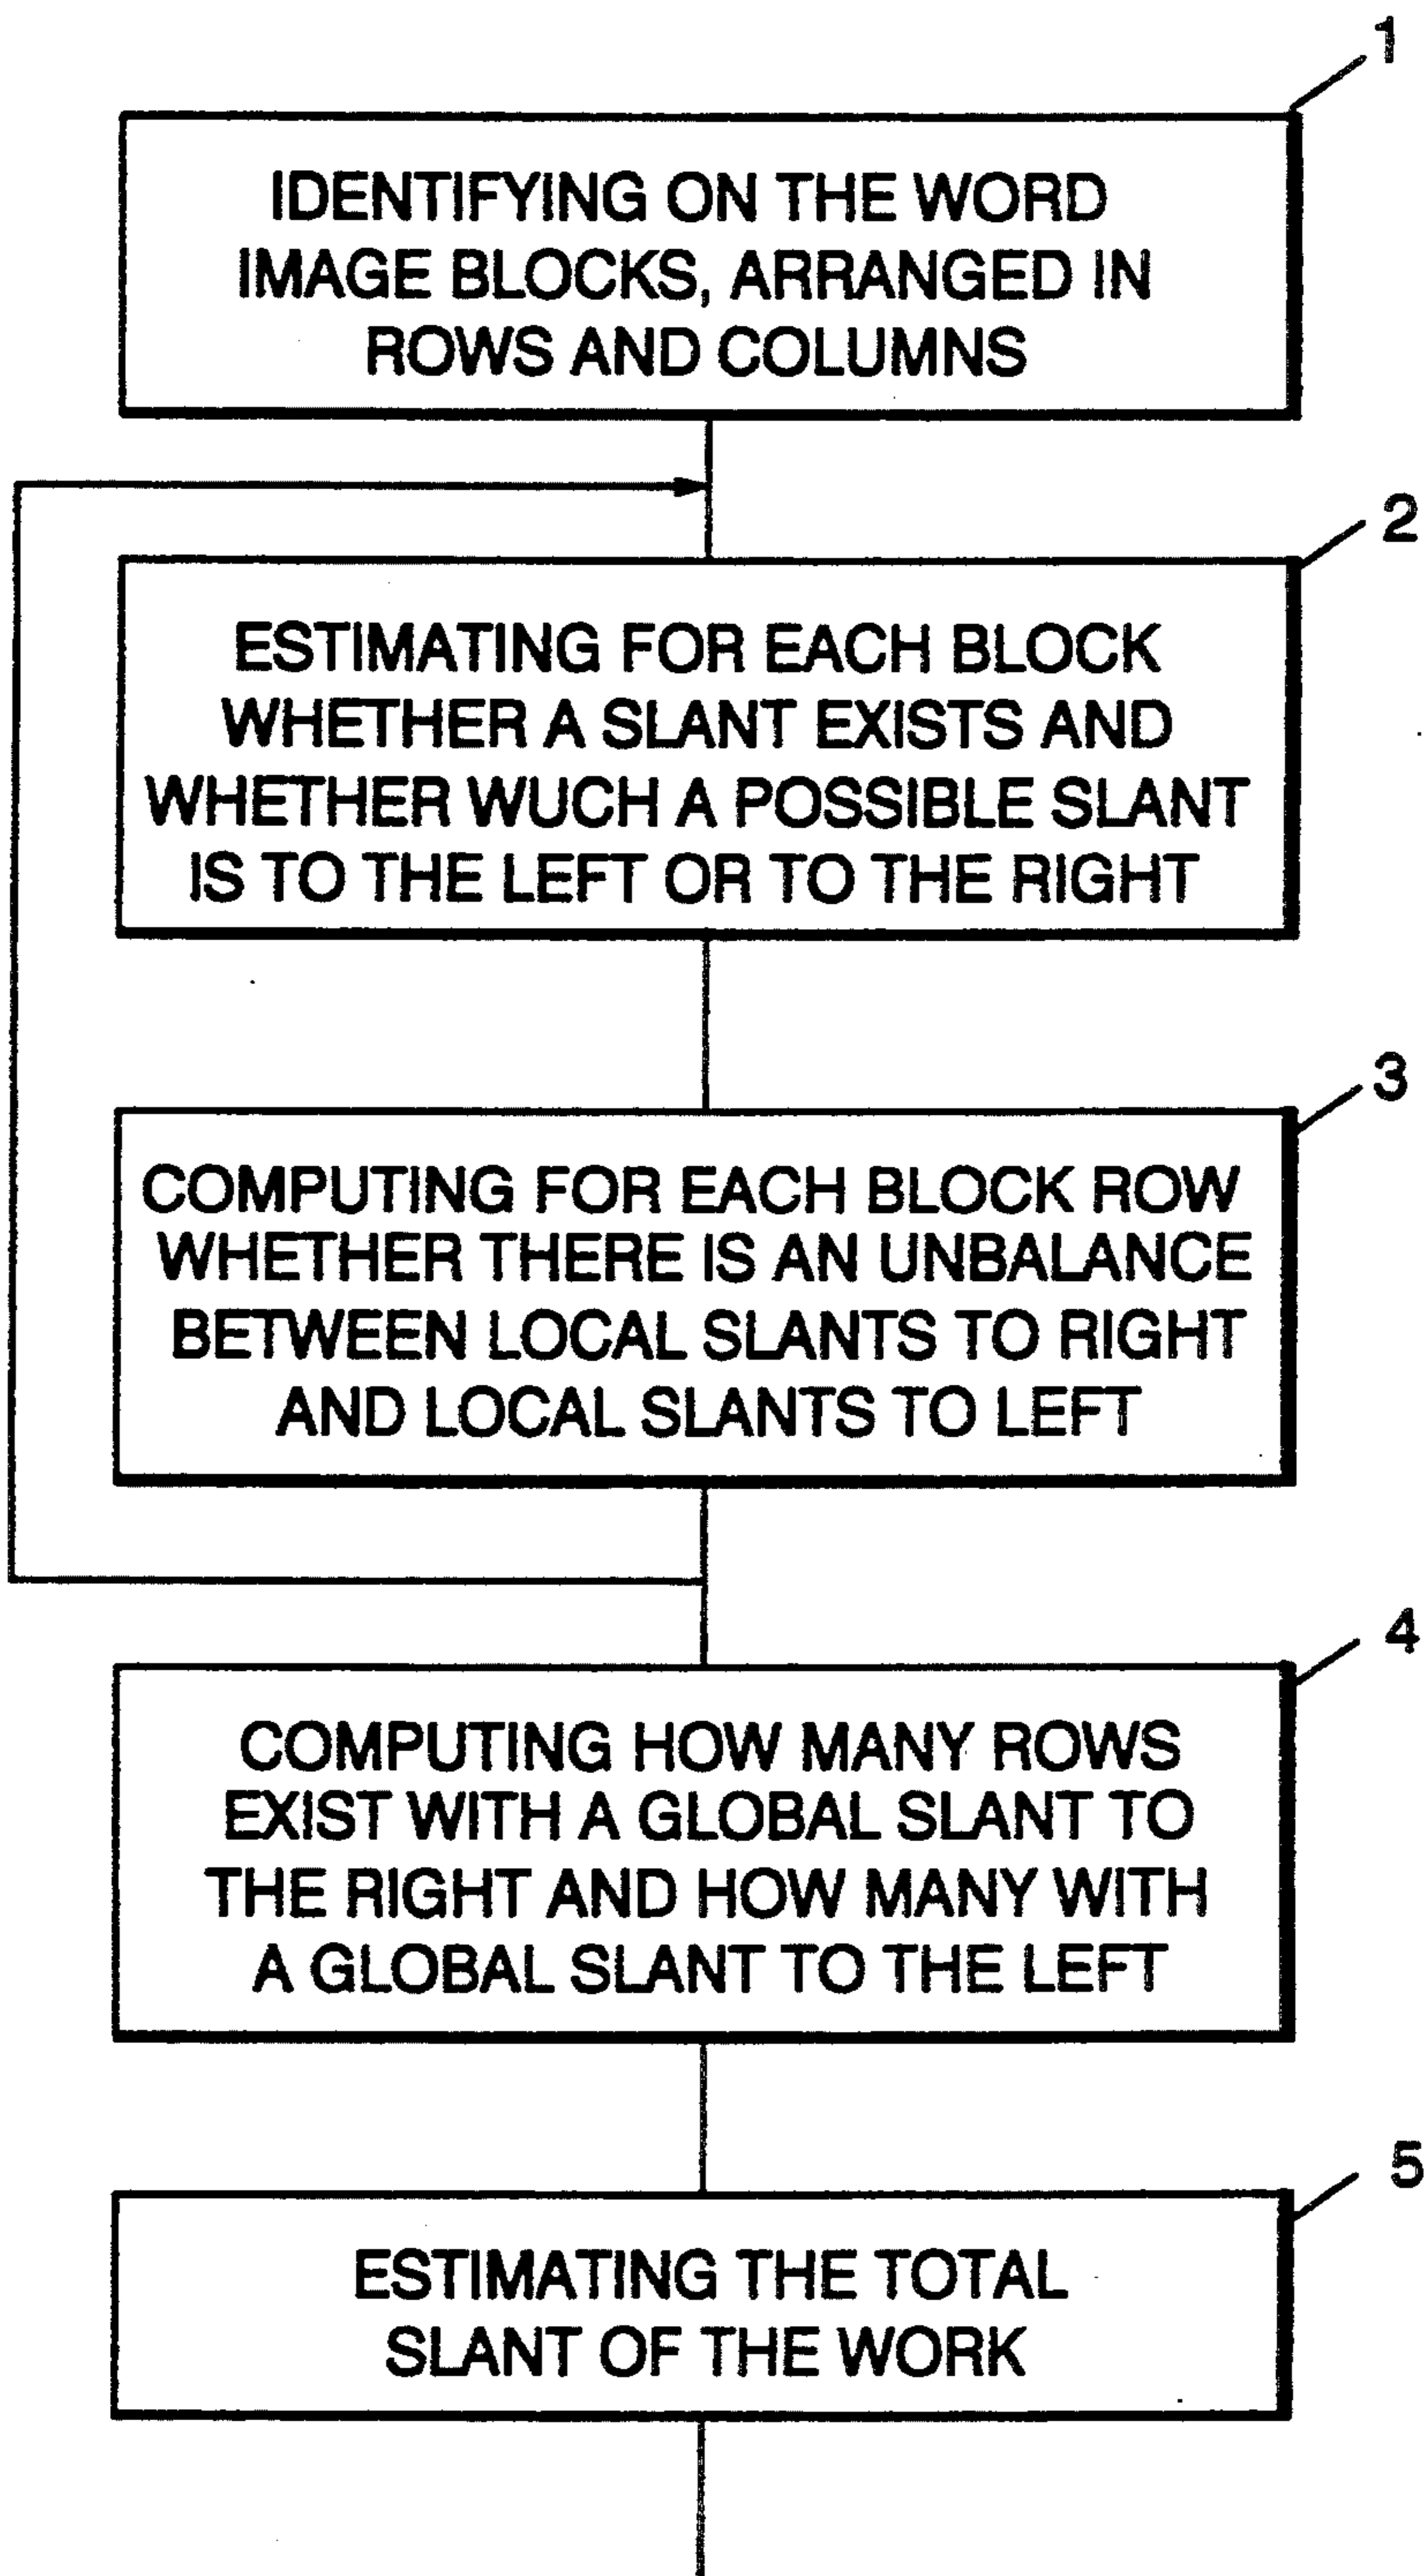 1
IDENTIFYING ON THE WORD
IMAGE BLOCKS, ARRANGED IN
ROWS AND COLUMNS
2
ESTIMATING FOR EACH BLOCK
WHETHER A SLANT EXISTS AND
WHETHER WUCH A POSSIBLE SLANT
IS TO THE LEFT OR TO THE RIGHT
3
COMPUTING FOR EACH BLOCK ROW
WHETHER THERE IS AN UNBALANCE
BETWEEN LOCAL SLANTS TO RIGHT
AND LOCAL SLANTS TO LEFT
4
COMPUTING HOW MANY ROWS
EXIST WITH A GLOBAL SLANT TO
THE RIGHT AND HOW MANY WITH
A GLOBAL SLANT TO THE LEFT
5
ESTIMATING THE TOTAL
SLANT OF THE WORK